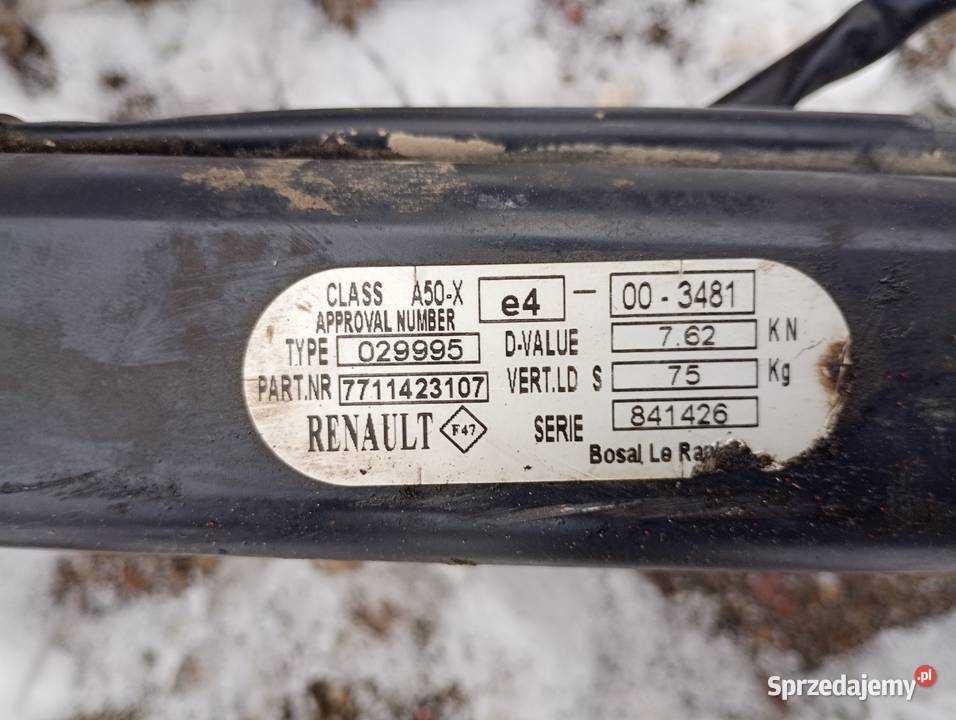 CLASS A50-X e4 - 00 - 3481
APPROVAL NUMBER
TYPE 029995 D-VALUE 7.62 KN
PART.NR 7711423107 VERT.LD S 75 Kg
RENAULT F47 SERIE 841426
Bosal Le
Sprzedajemy.pl